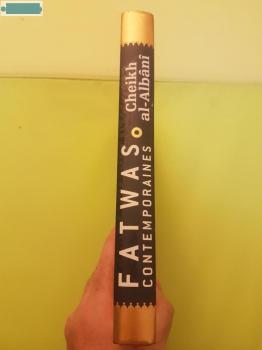 FATWAS
CONTEMPORAINES
Cheikh
al-Albânî